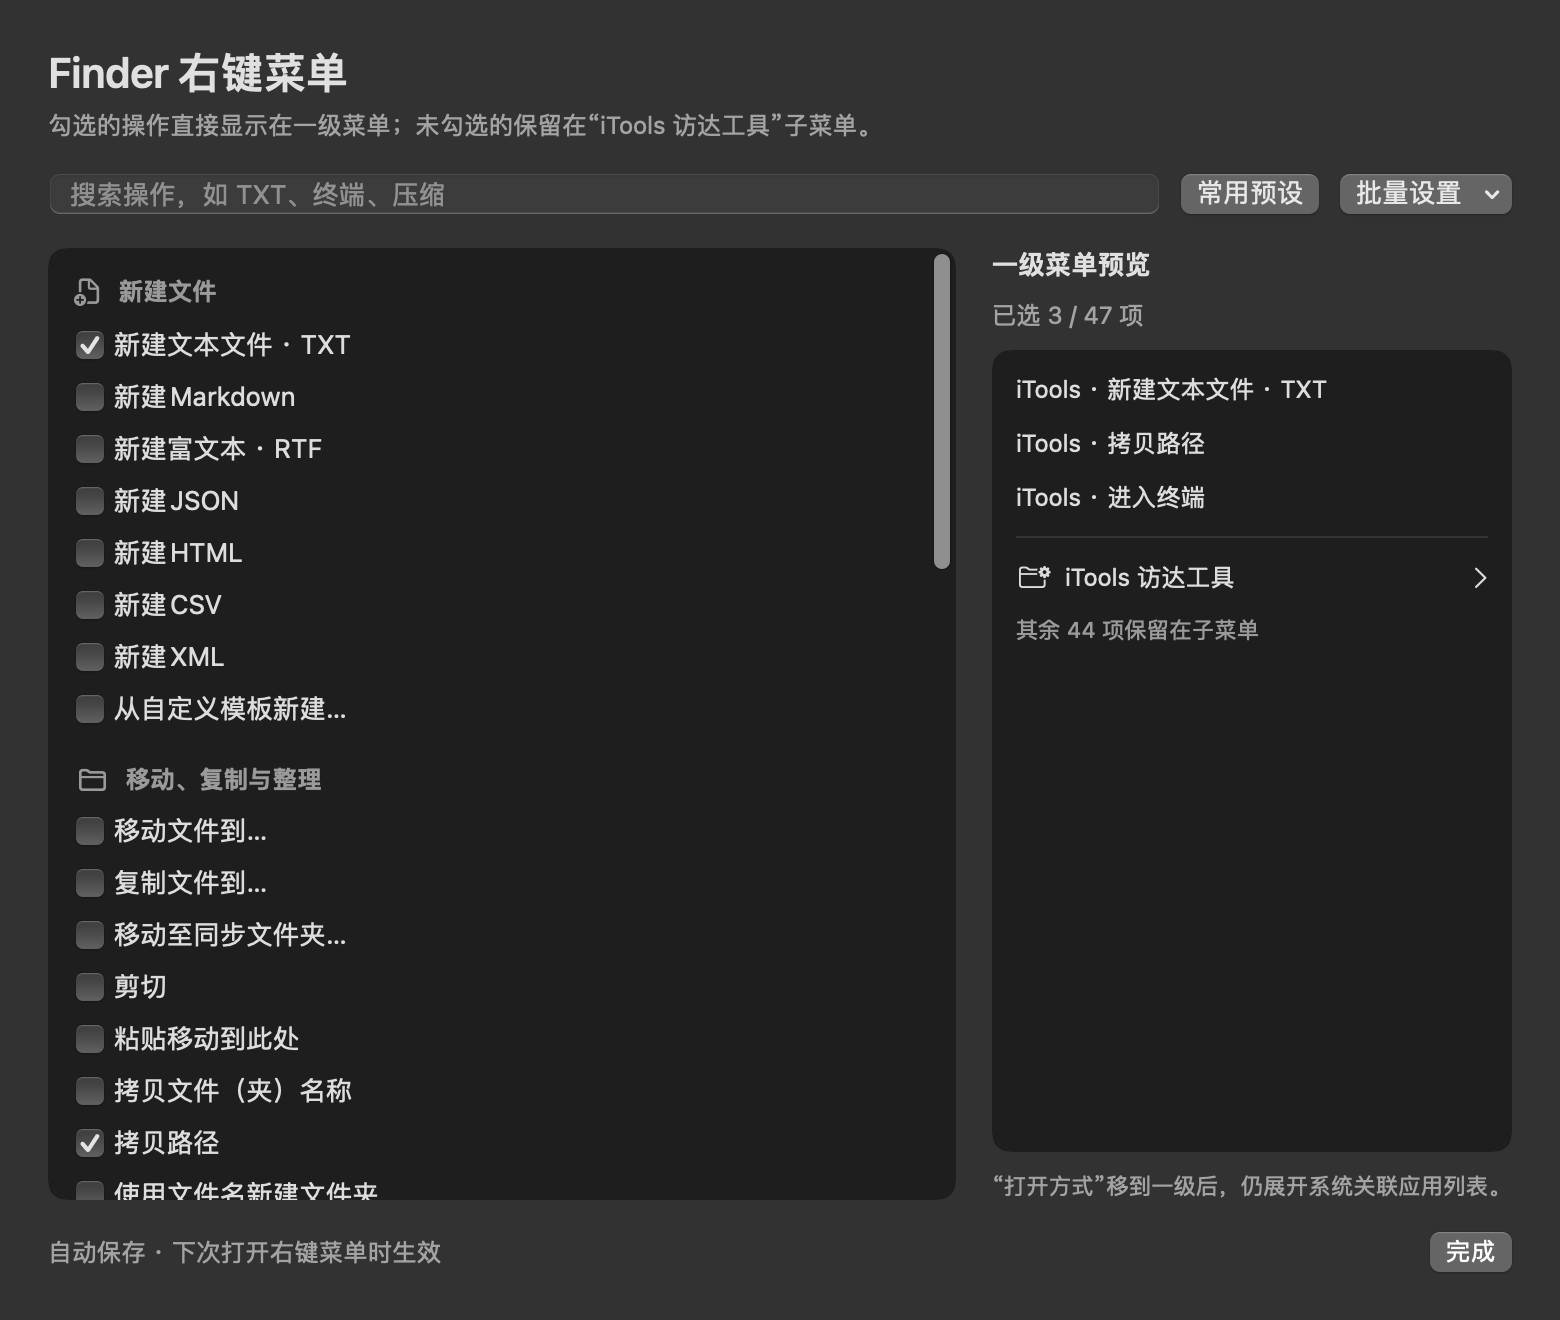 Finder 右键菜单
勾选的操作直接显示在一级菜单；未勾选的保留在“iTools 访达工具”子菜单。
搜索操作，如 TXT、终端、压缩
常用预设
批量设置
新建文件
新建文本文件 · TXT
新建 Markdown
新建富文本 · RTF
新建 JSON
新建 HTML
新建 CSV
新建 XML
从自定义模板新建...
移动、复制与整理
移动文件到...
复制文件到...
移动至同步文件夹...
剪切
粘贴移动到此处
拷贝文件（夹）名称
拷贝路径
使用文件名新建文件夹
一级菜单预览
已选 3 / 47 项
iTools · 新建文本文件 · TXT
iTools · 拷贝路径
iTools · 进入终端
iTools 访达工具
其余 44 项保留在子菜单
“打开方式”移到一级后，仍展开系统关联应用列表。
自动保存 · 下次打开右键菜单时生效
完成